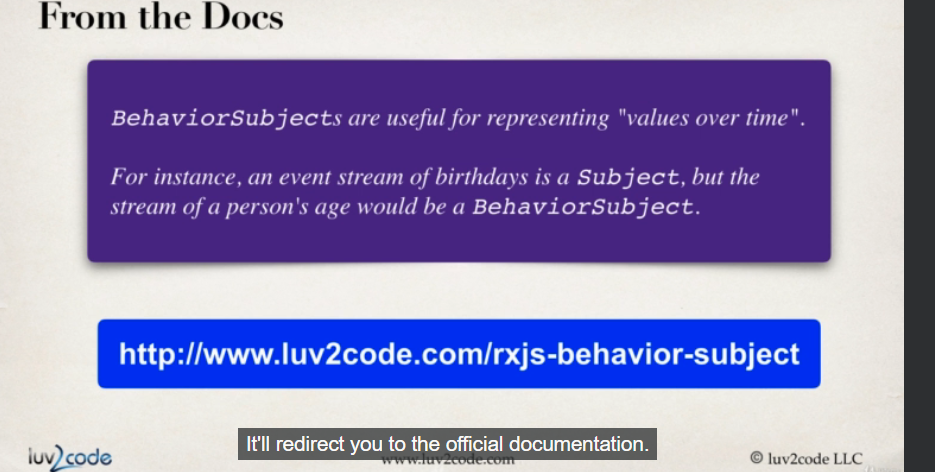 From the Docs
BehaviorSubjects are useful for representing "values over time".
For instance, an event stream of birthdays is a Subject, but the
stream of a person's age would be a BehaviorSubject.
http://www.luv2code.com/rxjs-behavior-subject
It'll redirect you to the official documentation.
luv2code
www.luv2code.com
© luv2code LLC